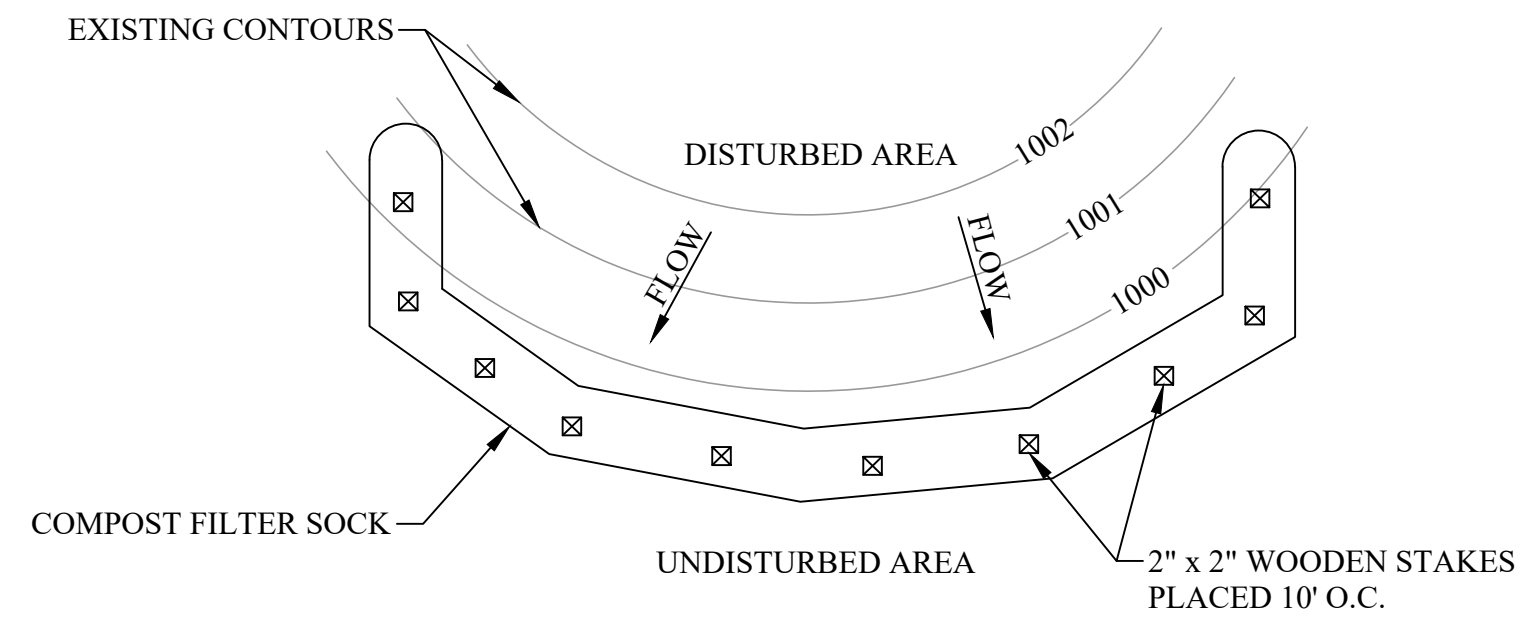 EXISTING CONTOURS
DISTURBED AREA
1002
1001
1000
FLOW
FLOW
COMPOST FILTER SOCK
UNDISTURBED AREA
2" x 2" WOODEN STAKES
PLACED 10' O.C.